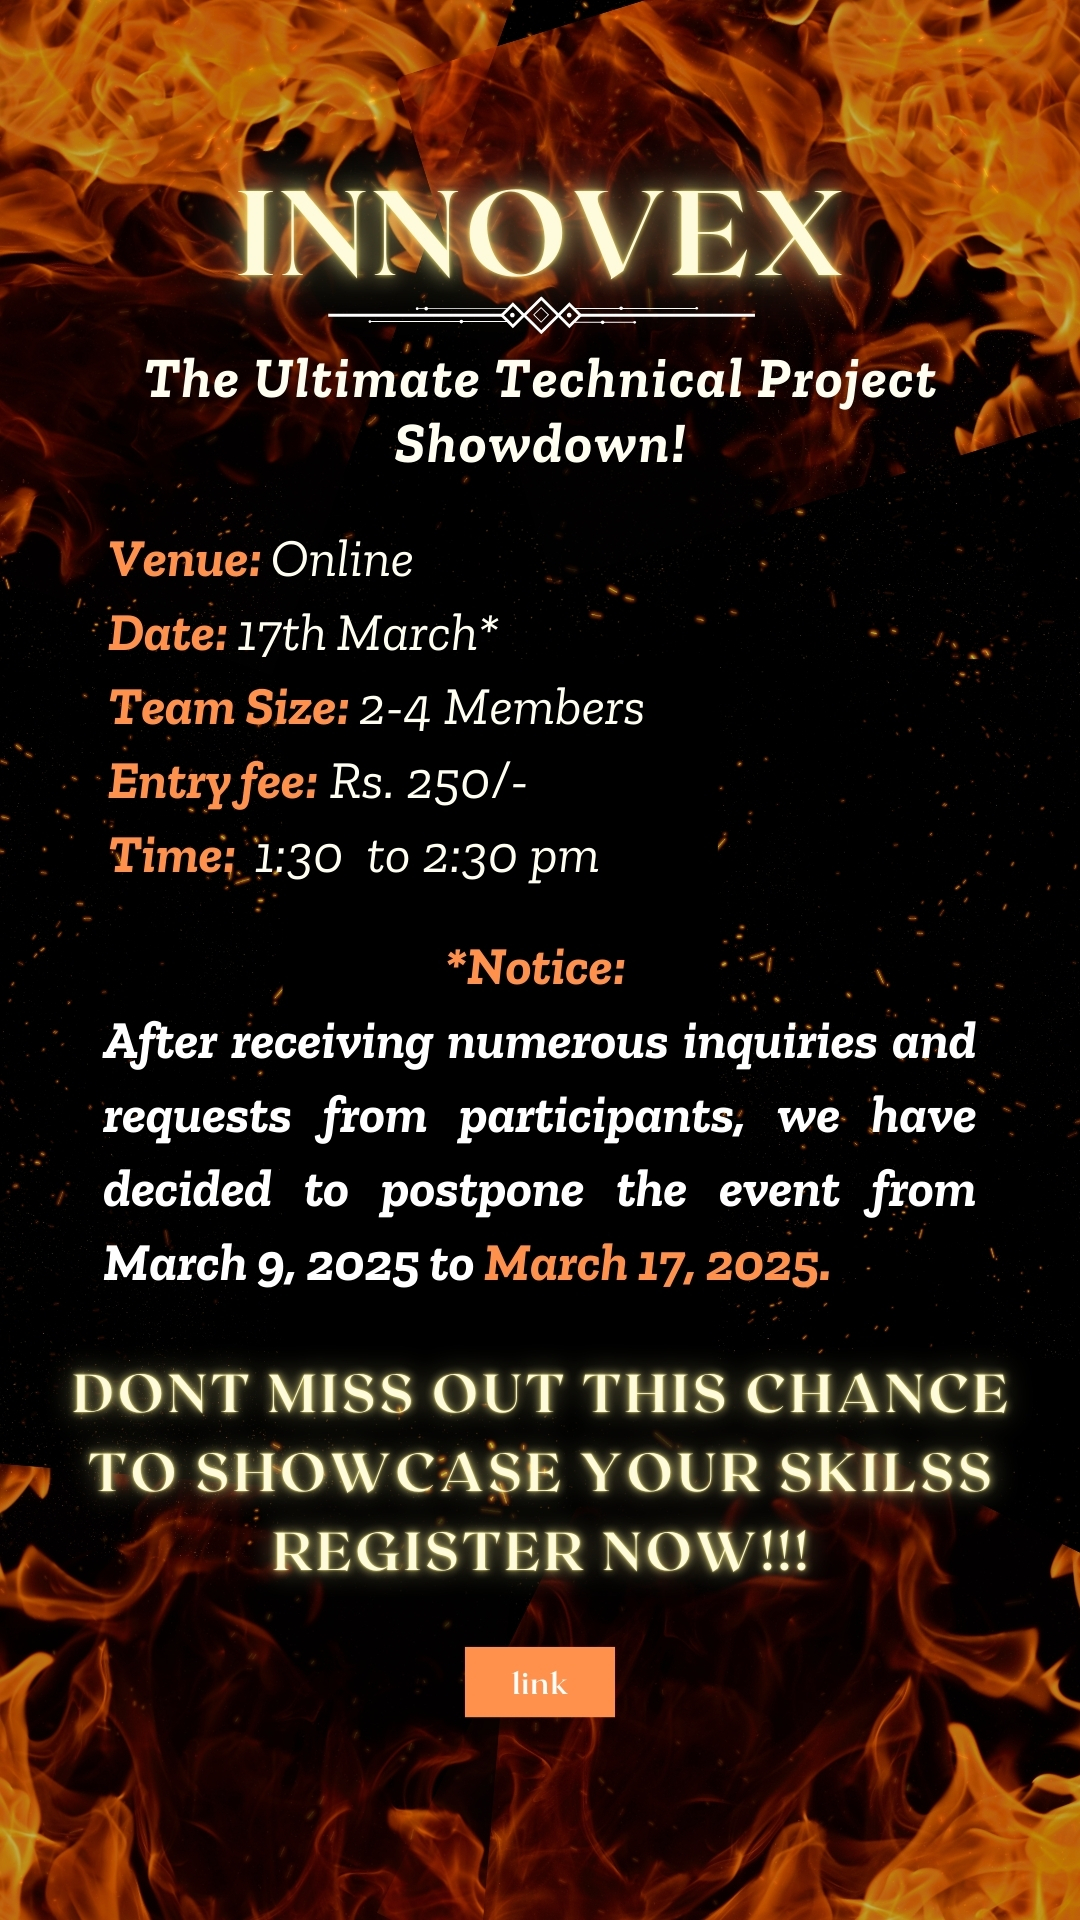 INNOVEX
The Ultimate Technical Project
Showdown!
Venue: Online
Date: 17th March*
Team Size: 2-4 Members
Entry fee: Rs. 250/-
Time: 1:30 to 2:30 pm
*Notice:
After receiving numerous inquiries and
requests from participants, we have
decided to postpone the event from
March 9, 2025 to March 17, 2025.
DONT MISS OUT THIS CHANCE
TO SHOWCASE YOUR SKILSS
REGISTER NOW!!!
link